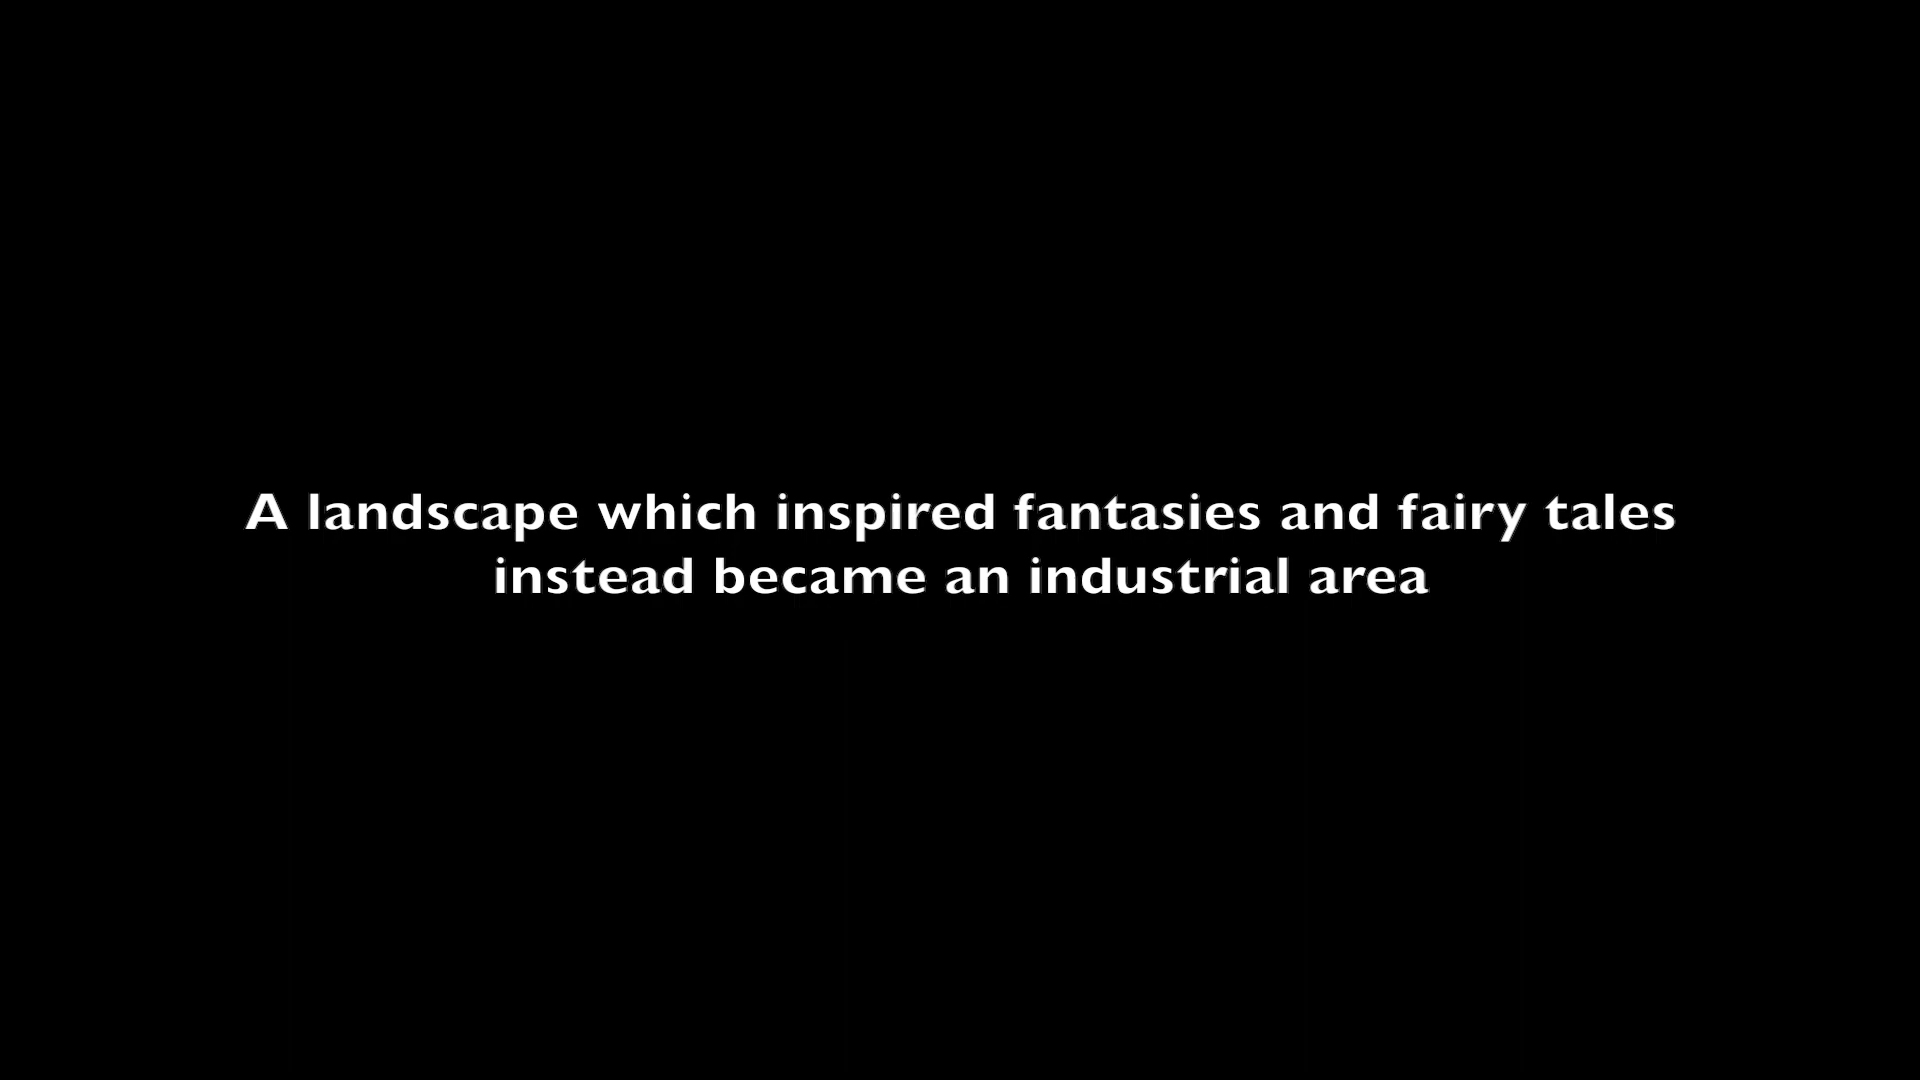 A landscape which inspired fantasies and fairy tales
instead became an industrial area